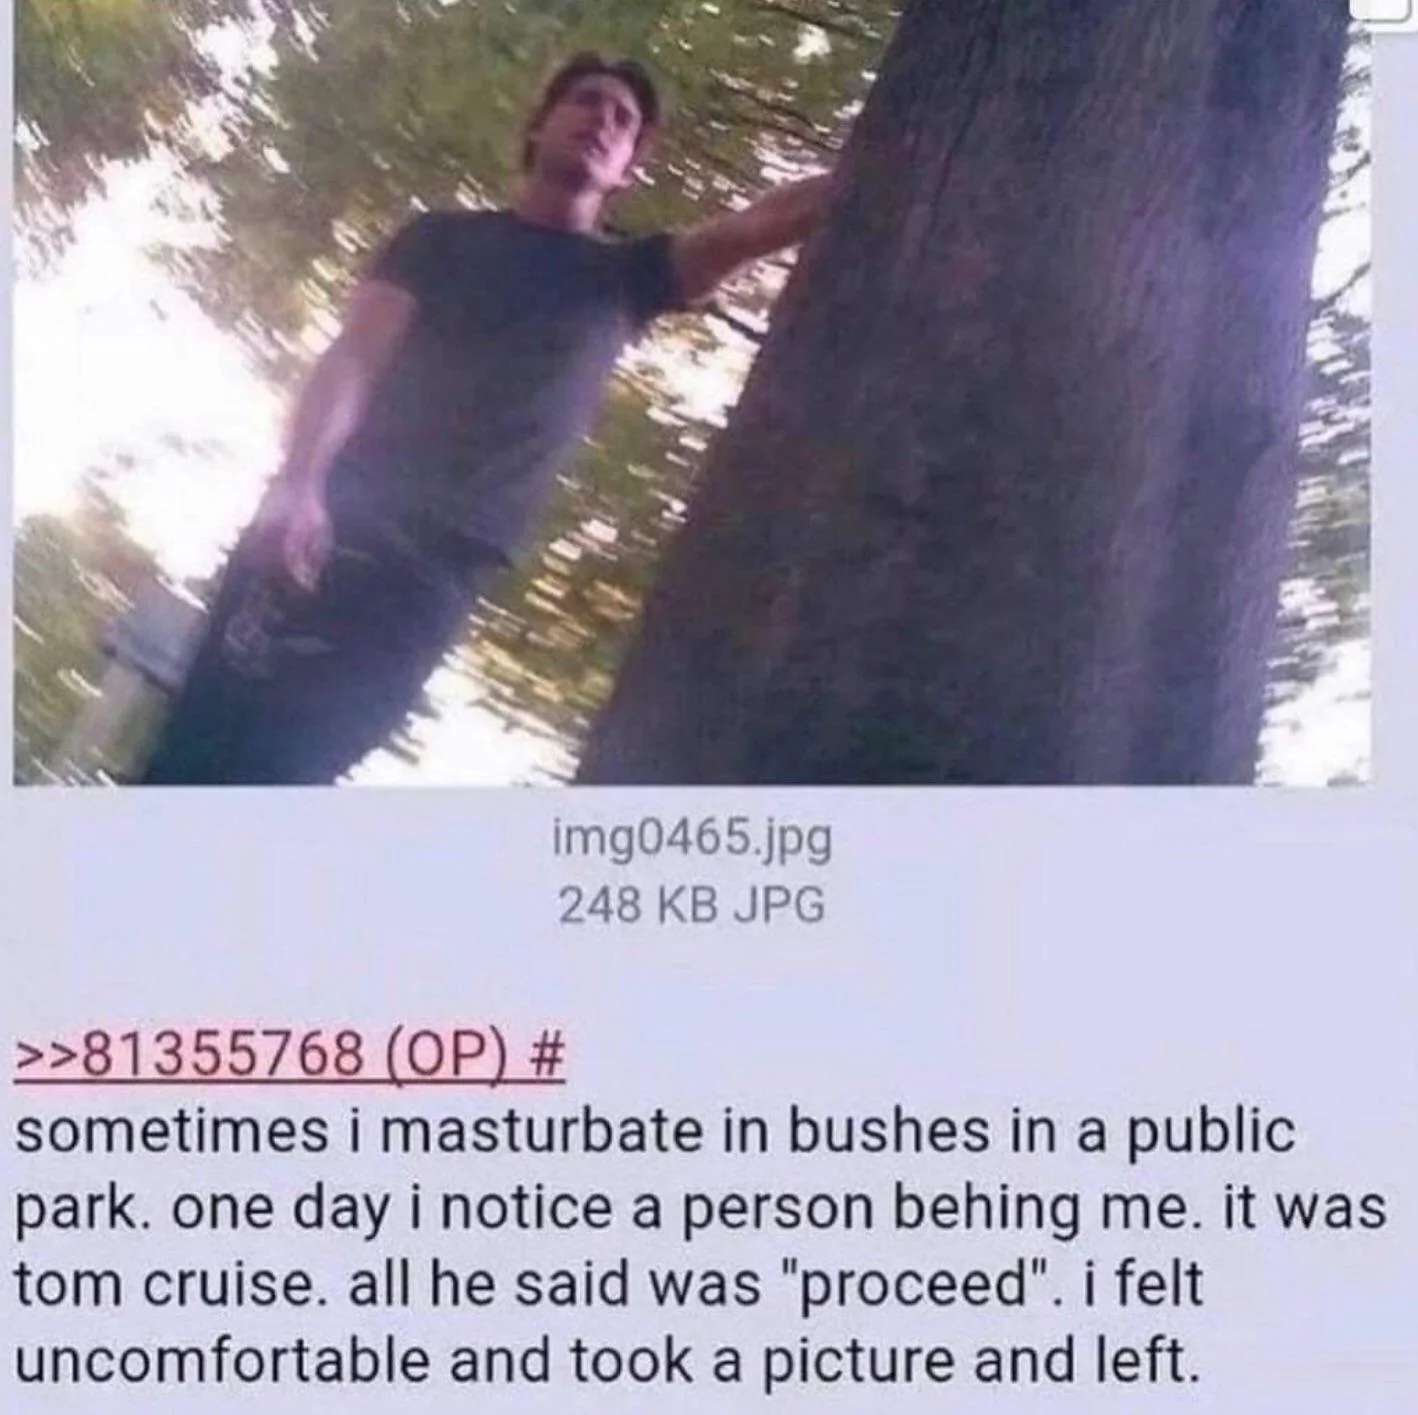 img0465.jpg
248 KB JPG
>>81355768 (OP) #
sometimes i masturbate in bushes in a public
park. one day i notice a person behing me. it was
tom cruise. all he said was "proceed". i felt
uncomfortable and took a picture and left.